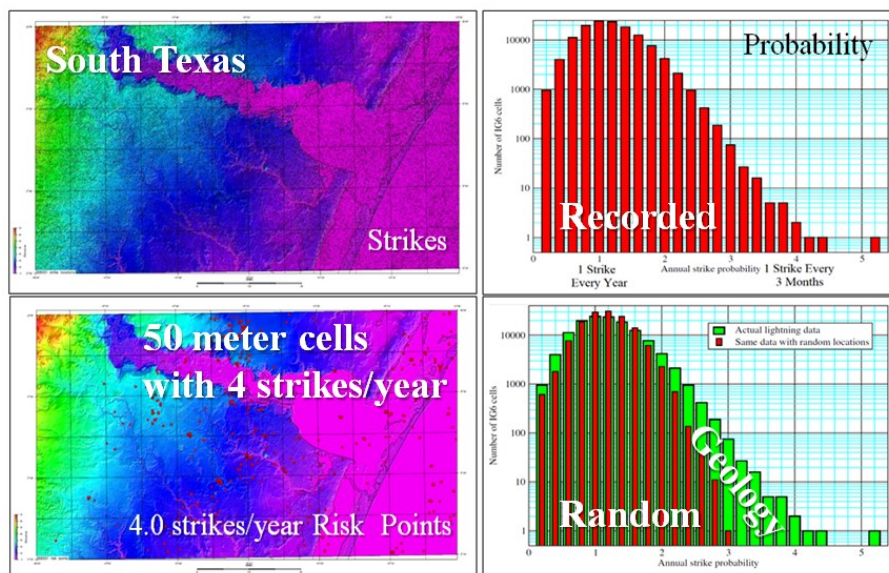 South Texas
Strikes
Probability
Number of IG6 cells
10000
1000
100
10
1
Recorded
0
1
2
3
4
5
1 Strike
Every Year
Annual strike probability
1 Strike Every
3 Months
50 meter cells
with 4 strikes/year
4.0 strikes/year Risk Points
Actual lightning data
Same data with random locations
Number of IG6 cells
10000
1000
100
10
1
Geology
Random
0
1
2
3
4
5
Annual strike probability